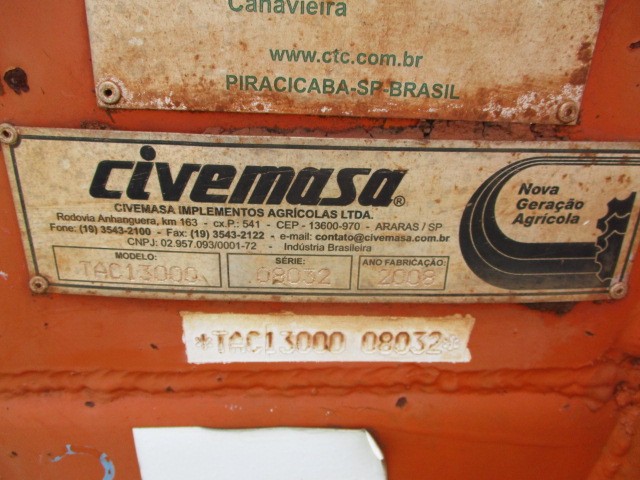 Canavieira
www.ctc.com.br
PIRACICABA-SP-BRASIL
civemasa®
CIVEMASA IMPLEMENTOS AGRÍCOLAS LTDA.
Rodovia Anhanguera, km 163 - cx.P.: 541 - CEP - 13600-970 - ARARAS / SP
Fone: (19) 3543-2100 - Fax: (19) 3543-2122 - e-mail: contato@civemasa.com.br
CNPJ: 02.957.093/0001-72 - Indústria Brasileira
Nova
Geração
Agrícola
MODELO: SÉRIE: ANO FABRICAÇÃO:
TAC13000 08032 2008
*TAC13000 08032*